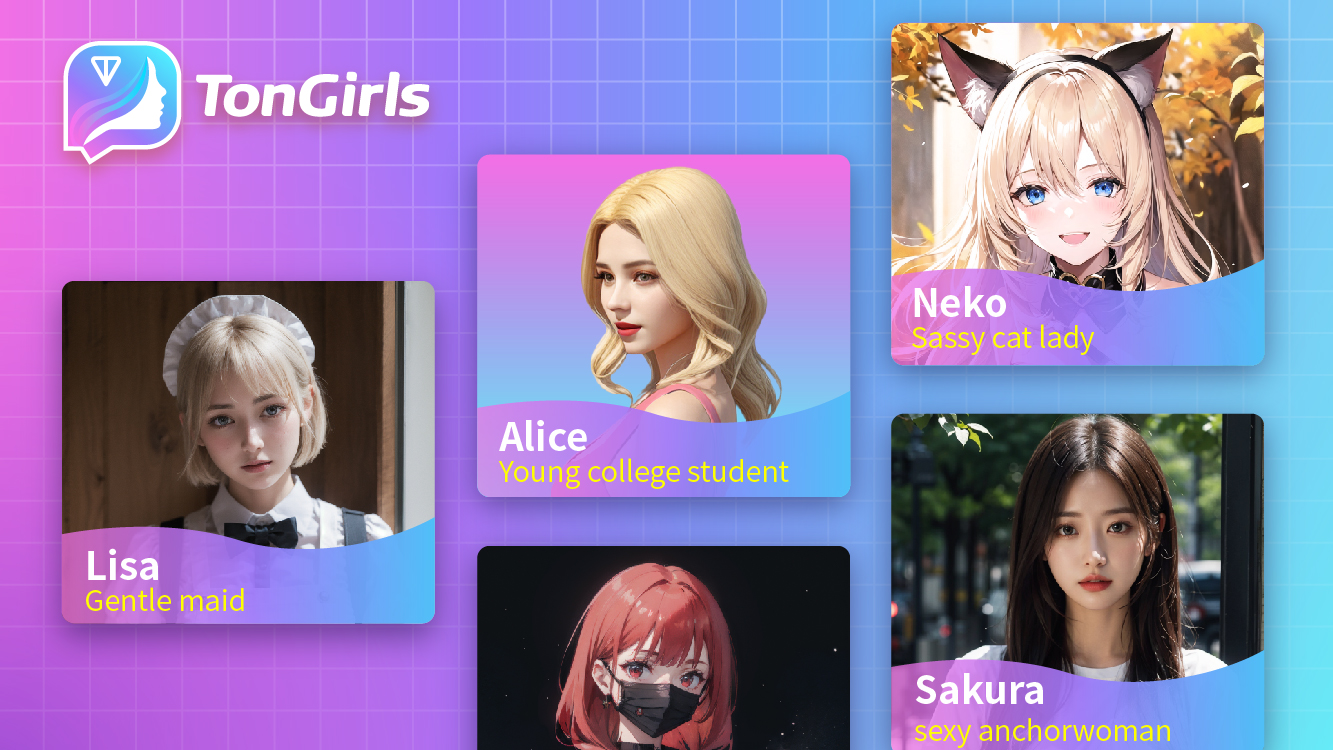 TonGirls
Lisa
Gentle maid
Alice
Young college student
Neko
Sassy cat lady
Sakura
sexy anchorwoman